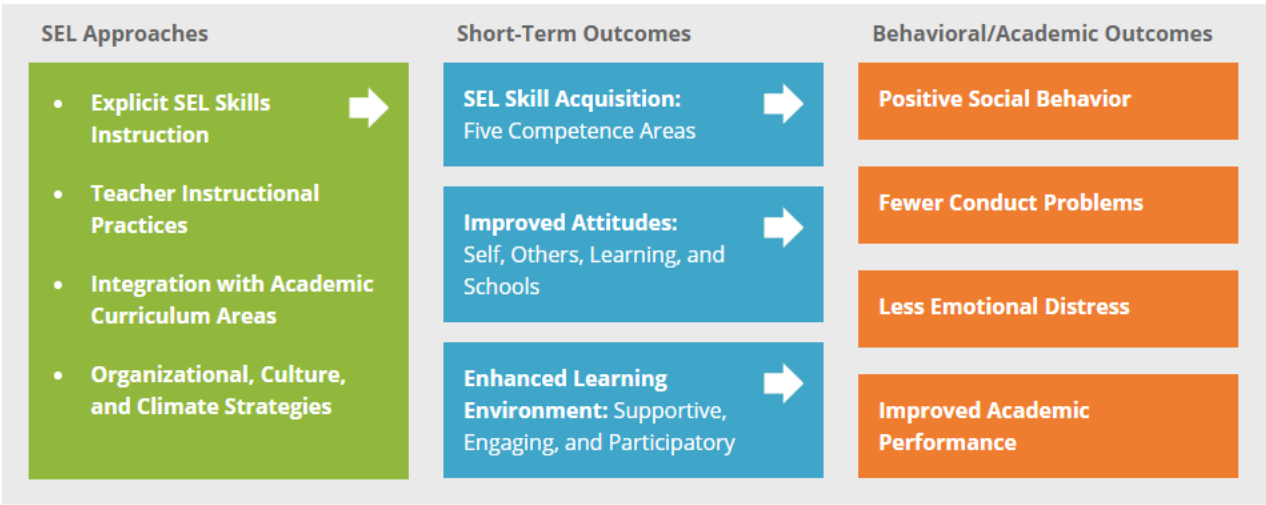 SEL Approaches
• Explicit SEL Skills
Instruction
• Teacher Instructional
Practices
• Integration with Academic
Curriculum Areas
• Organizational, Culture,
and Climate Strategies
Short-Term Outcomes
SEL Skill Acquisition:
Five Competence Areas
Improved Attitudes:
Self, Others, Learning, and
Schools
Enhanced Learning
Environment: Supportive,
Engaging, and Participatory
Behavioral/Academic Outcomes
Positive Social Behavior
Fewer Conduct Problems
Less Emotional Distress
Improved Academic
Performance